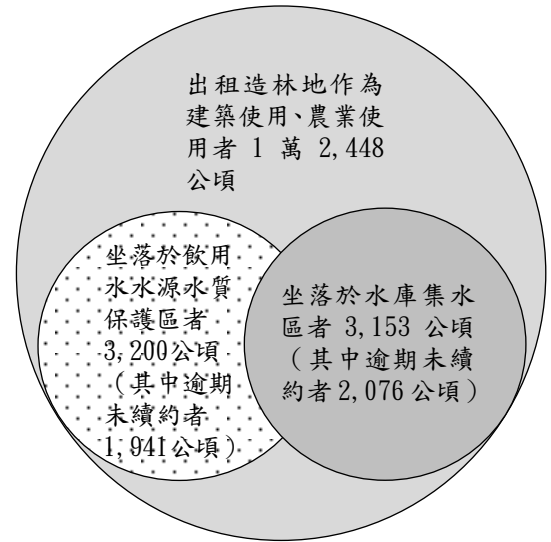 出租造林地作為
建築使用、農業使
用者 1 萬 2,448
公頃
坐落於飲用
水水源水質
保護區者
3,200公頃
（其中逾期
未續約者
1,941公頃）
坐落於水庫集水
區者 3,153 公頃
（其中逾期未續
約者 2,076 公頃）